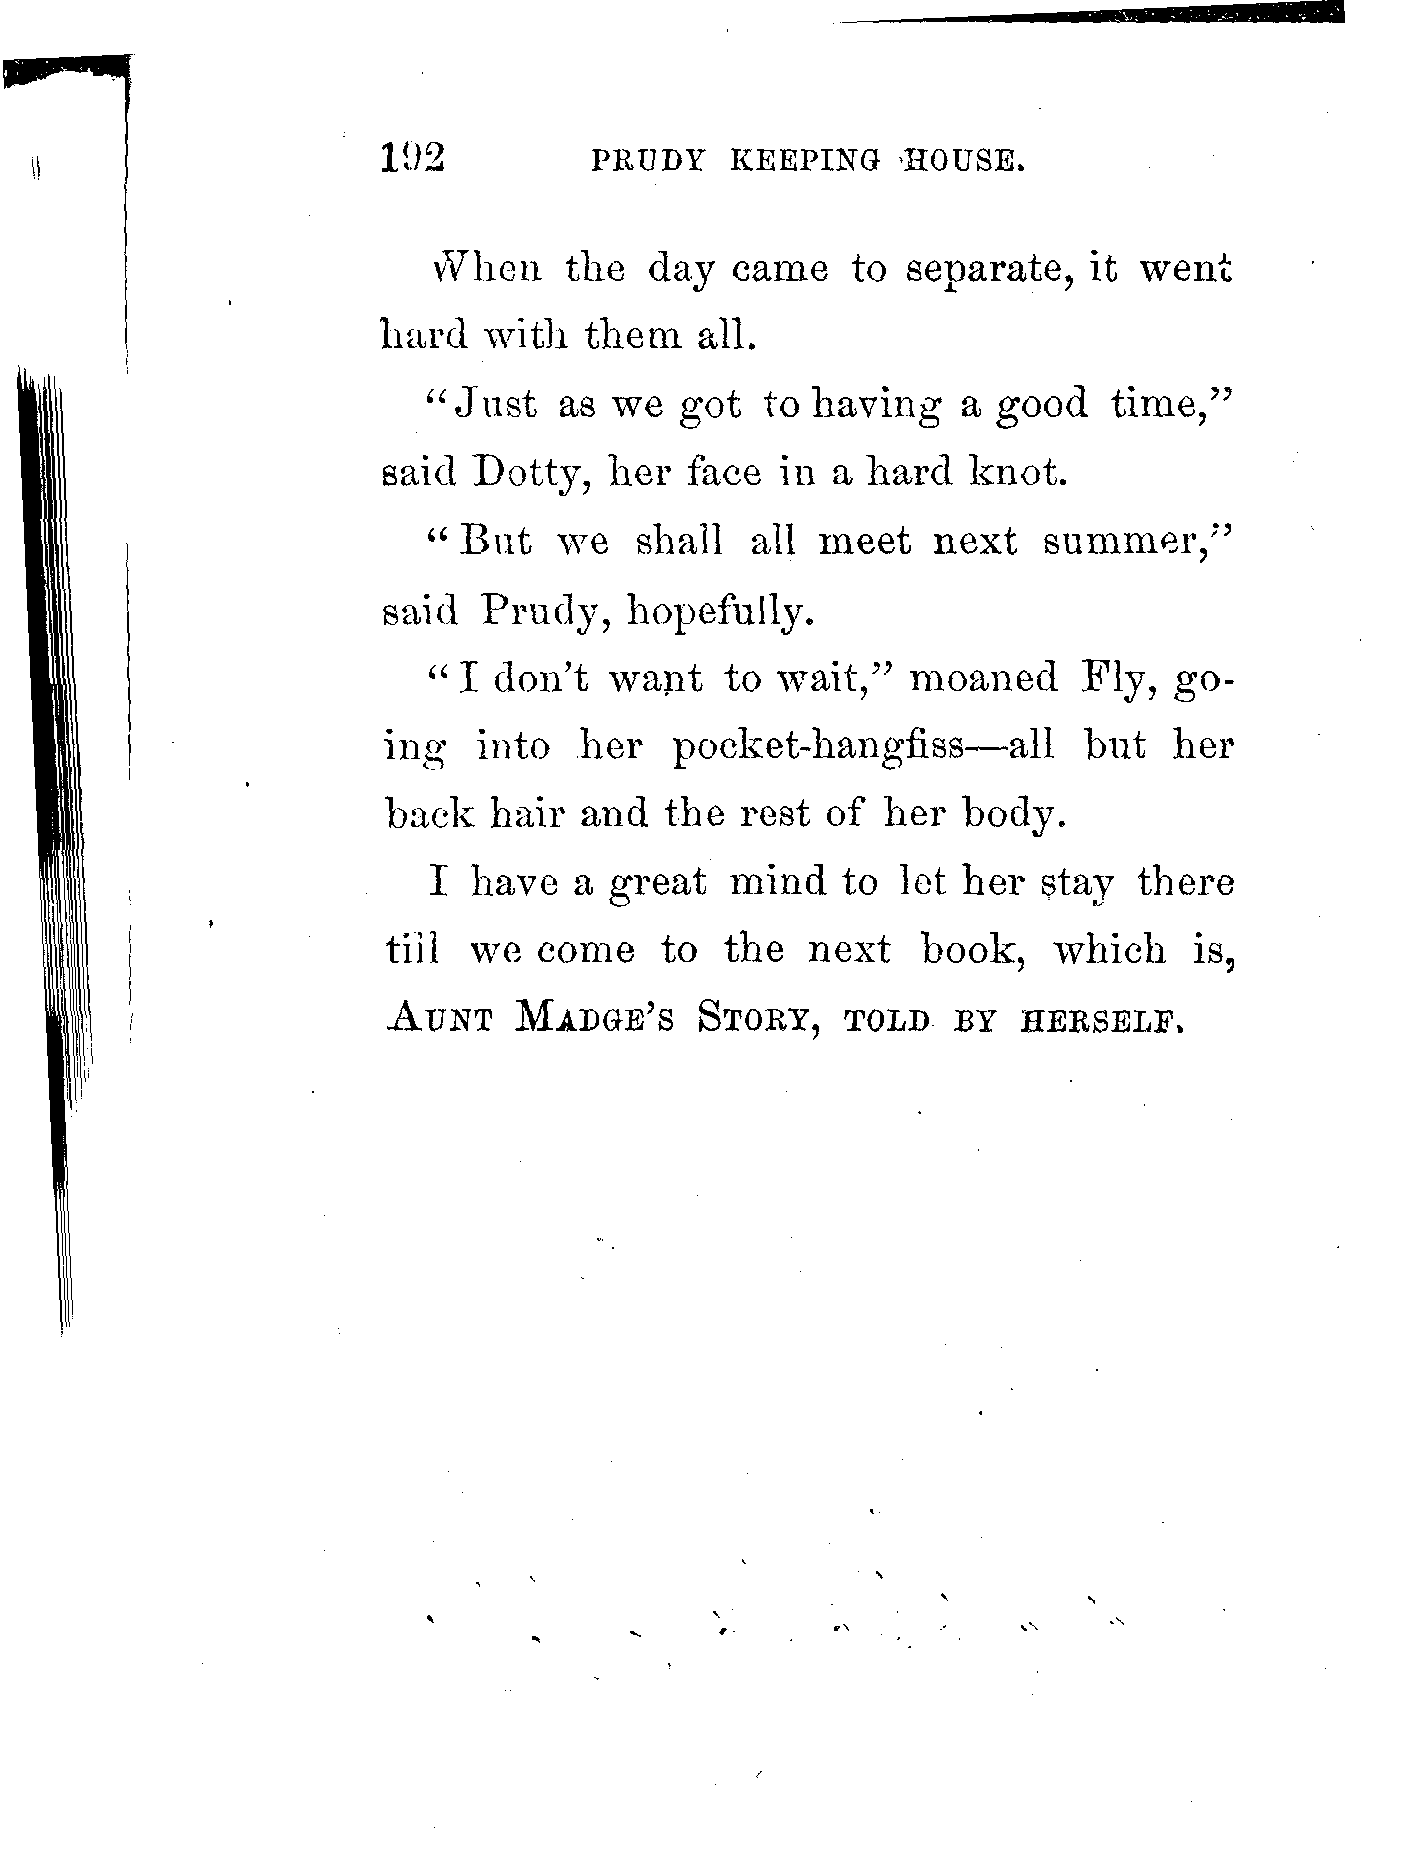 192 PRUDY KEEPING HOUSE.
When the day came to separate, it went
hard with them all.
“Just as we got to having a good time,”
said Dotty, her face in a hard knot.
“But we shall all meet next summer,”
said Prudy, hopefully.
“I don’t want to wait,” moaned Fly, go-
ing into her pocket-hangfiss—all but her
back hair and the rest of her body.
I have a great mind to let her stay there
till we come to the next book, which is,
AUNT MADGE’S STORY, TOLD BY HERSELF.